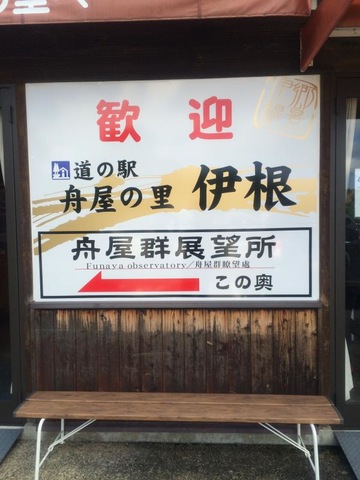 歓迎
道の駅
舟屋の里 伊根
舟屋群展望所
Funaya observatory／舟屋群瞭望處
この奥